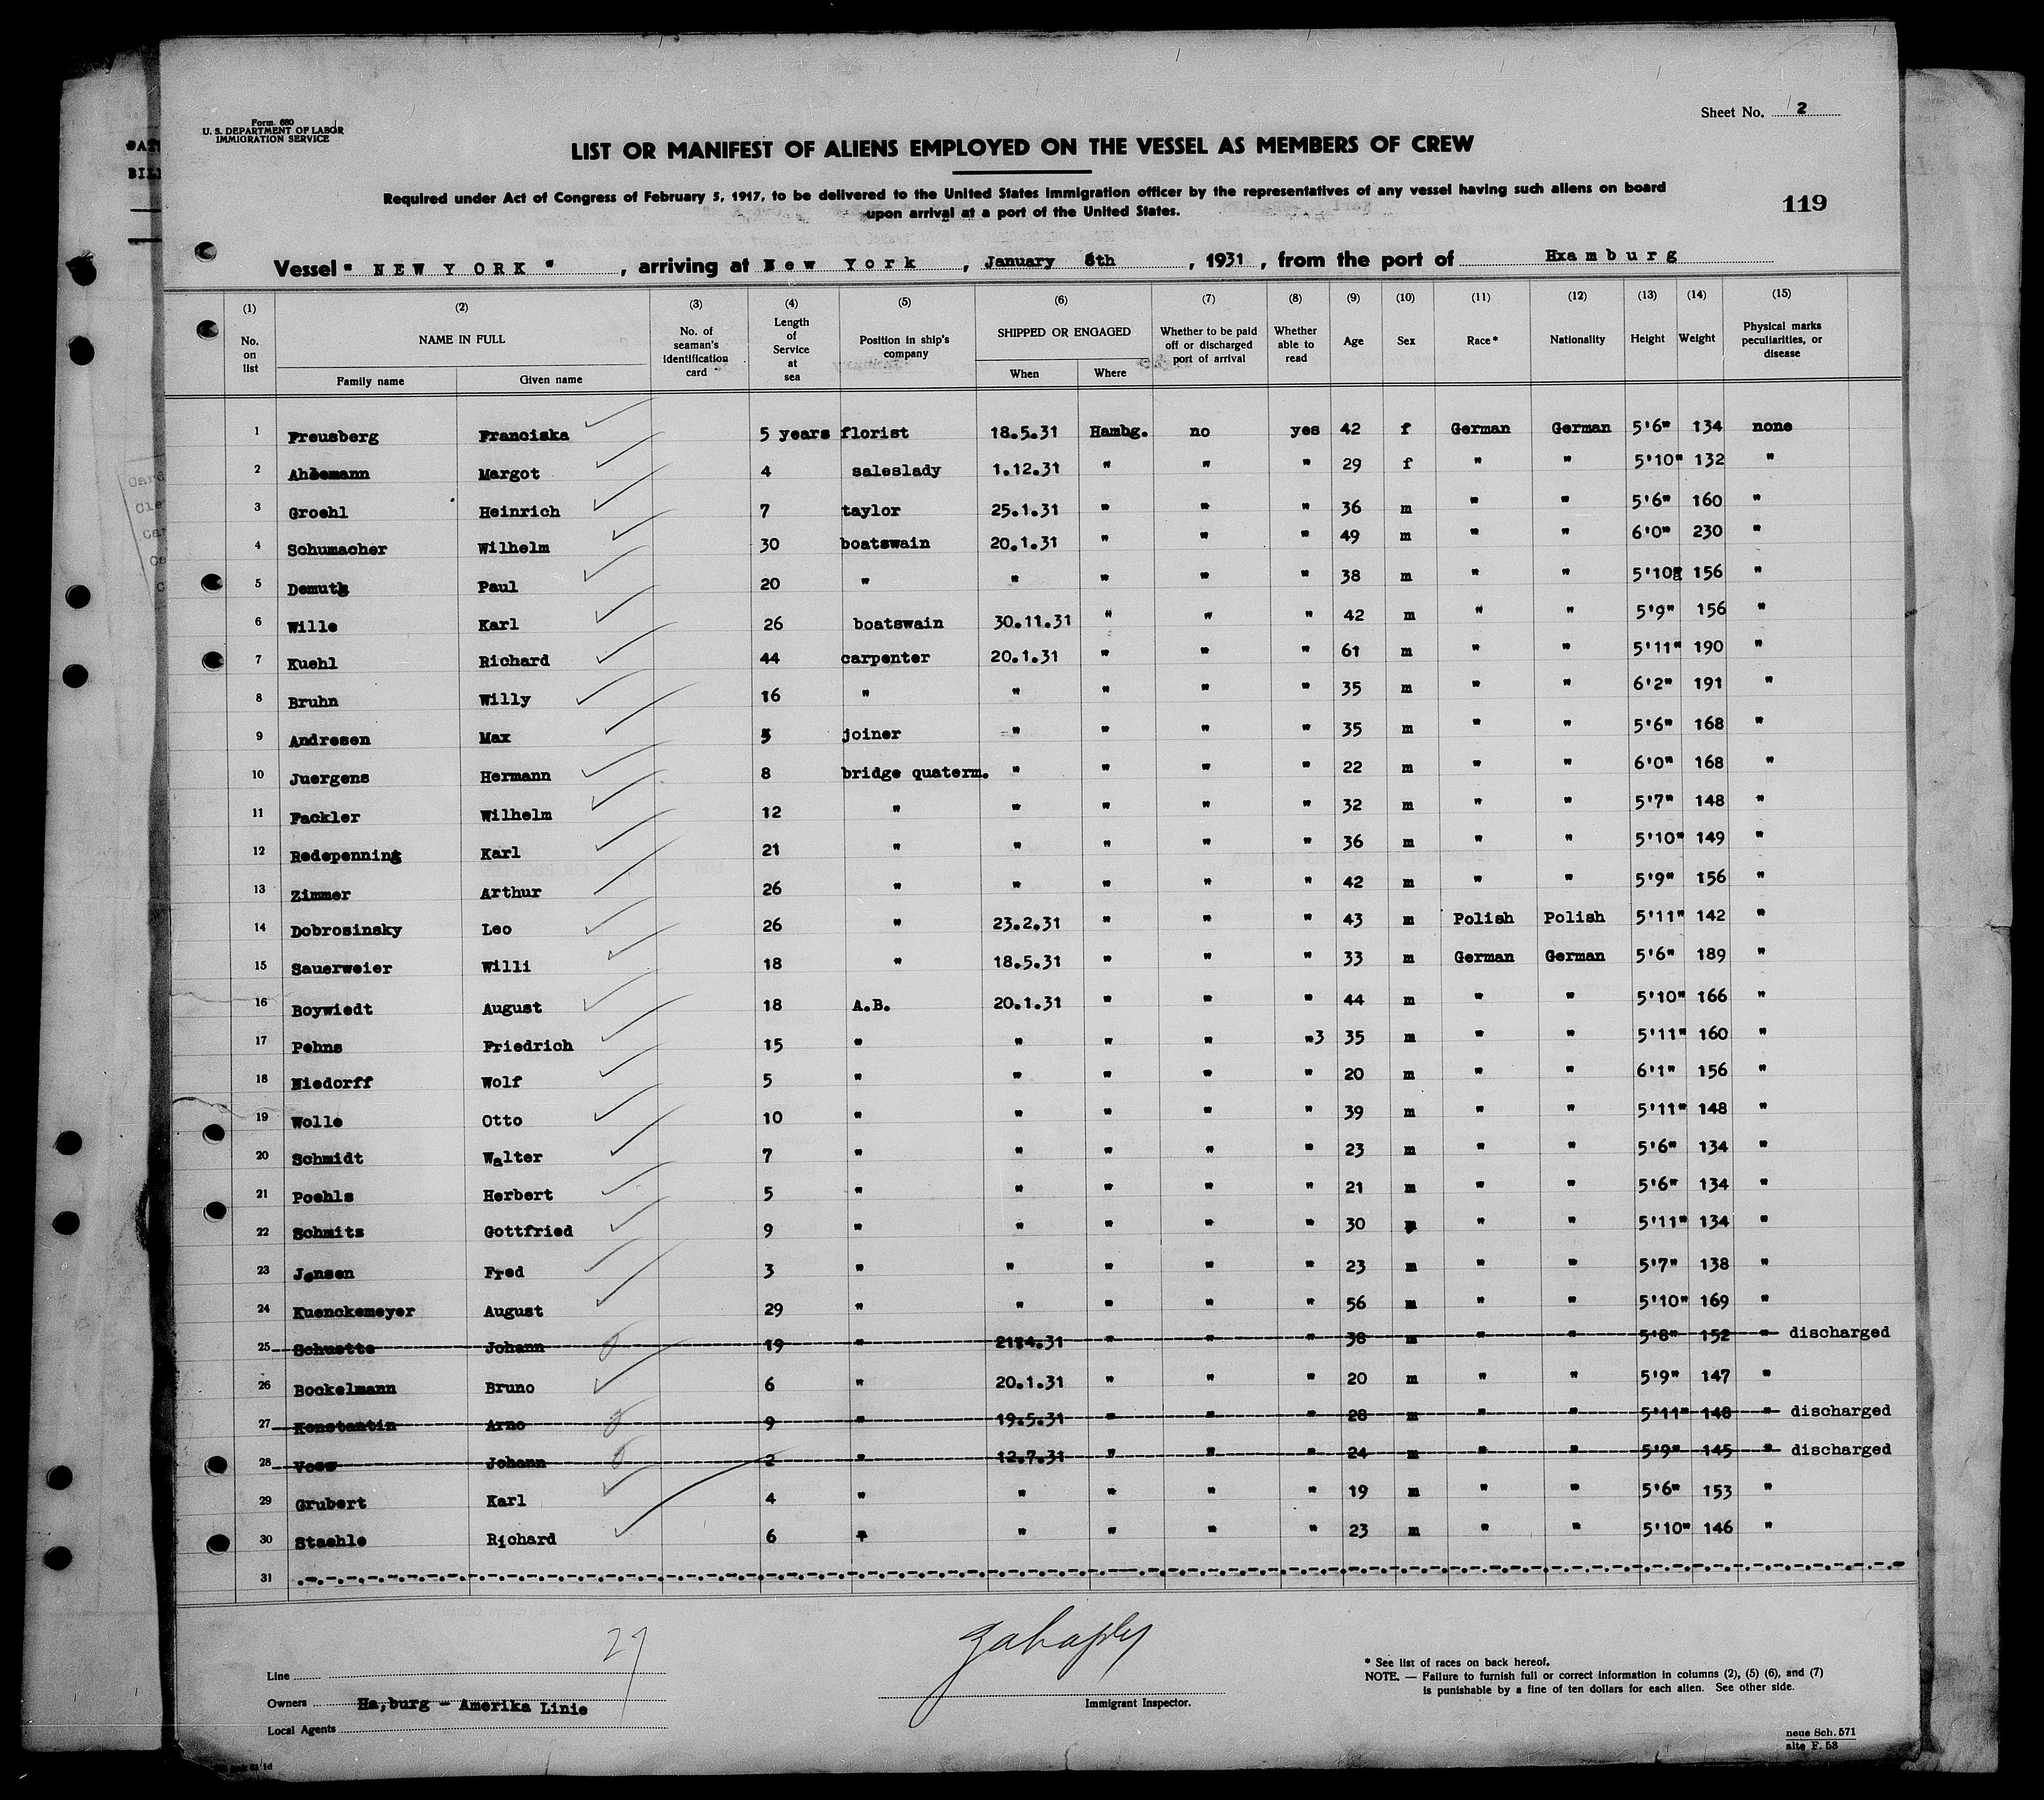 Form. 680
U. S. DEPARTMENT OF LABOR
IMMIGRATION SERVICE
Sheet No. 2
LIST OR MANIFEST OF ALIENS EMPLOYED ON THE VESSEL AS MEMBERS OF CREW
Required under Act of Congress of February 5, 1917, to be delivered to the United States Immigration officer by the representatives of any vessel having such aliens on board
upon arrival at a port of the United States.
119
Vessel " NEW YORK " , arriving at New York , January 8th , 1931 , from the port of Hxamburg
(1) (2) (3) (4) (5) (6) (7) (8) (9) (10) (11) (12) (13) (14) (15)
No. on list NAME IN FULL Family name Given name No. of seaman's identification card Length of Service at sea Position in ship's company SHIPPED OR ENGAGED When Where Whether to be paid off or discharged port of arrival Whether able to read Age Sex Race* Nationality Height Weight Physical marks peculiarities, or disease
1 Freusberg Franciska 5 years florist 18.5.31 Hambg. no yes 42 f German German 5'6" 134 none
2 Ahlemann Margot 4 saleslady 1.12.31 " " " 29 f " " 5'10" 132 "
3 Groehl Heinrich 7 taylor 25.1.31 " " " 36 m " " 5'6" 160 "
4 Schumacher Wilhelm 30 boatswain 20.1.31 " " " 49 m " " 6'0" 230 "
5 Demuth Paul 20 " " " " " 38 m " " 5'10" 156 "
6 Wille Karl 26 boatswain 30.11.31 " " " 42 m " " 5'9" 156 "
7 Kuehl Richard 44 carpenter 20.1.31 " " " 61 m " " 5'11" 190 "
8 Bruhn Willy 16 " " " " " 35 m " " 6'2" 191 "
9 Andresen Max 5 joiner " " " " 35 m " " 5'6" 168 "
10 Juergens Hermann 8 bridge quaterm. " " " " 22 m " " 6'0" 168 "
11 Fackler Wilhelm 12 " " " " " 32 m " " 5'7" 148 "
12 Redepenning Karl 21 " " " " " 36 m " " 5'10" 149 "
13 Zimmer Arthur 26 " " " " " 42 m " " 5'9" 156 "
14 Dobrosinsky Leo 26 " 23.2.31 " " " 43 m Polish Polish 5'11" 142 "
15 Sauerweier Willi 18 " 18.5.31 " " " 33 m German German 5'6" 189 "
16 Boywiedt August 18 A.B. 20.1.31 " " " 44 m " " 5'10" 166 "
17 Pehns Friedrich 15 " " " " "3 35 m " " 5'11" 160 "
18 Niedorff Wolf 5 " " " " " 20 m " " 6'1" 156 "
19 Wolle Otto 10 " " " " " 39 m " " 5'11" 148 "
20 Schmidt Walter 7 " " " " " 23 m " " 5'6" 134 "
21 Poehls Herbert 5 " " " " " 21 m " " 5'6" 134 "
22 Schmitz Gottfried 9 " " " " " 30 m " " 5'11" 134 "
23 Jensen Fred 3 " " " " " 23 m " " 5'7" 138 "
24 Kuenckemeyer August 29 " " " " " 56 m " " 5'10" 169 "
25 Schuette Johann 19 " 21.4.31 " " " 38 m " " 5'8" 152 " discharged
26 Bockelmann Bruno 6 " 20.1.31 " " " 20 m " " 5'9" 147 "
27 Konstantin Arno 9 " 19.5.31 " " " 28 m " " 5'11" 148 " discharged
28 Voss Johann 2 " 12.7.31 " " " 24 m " " 5'9" 145 " discharged
29 Grubert Karl 4 " " " " " 19 m " " 5'6" 153 "
30 Staehle Richard 6 " " " " " 23 m " " 5'10" 146 "
31
27
Line
Owners Ha,burg - Amerika Linie
Local Agents
Immigrant Inspector.
* See list of races on back hereof.
NOTE. — Failure to furnish full or correct information in columns (2), (5) (6), and (7)
is punishable by a fine of ten dollars for each alien. See other side.
neue Sch. 571
alte F. 53